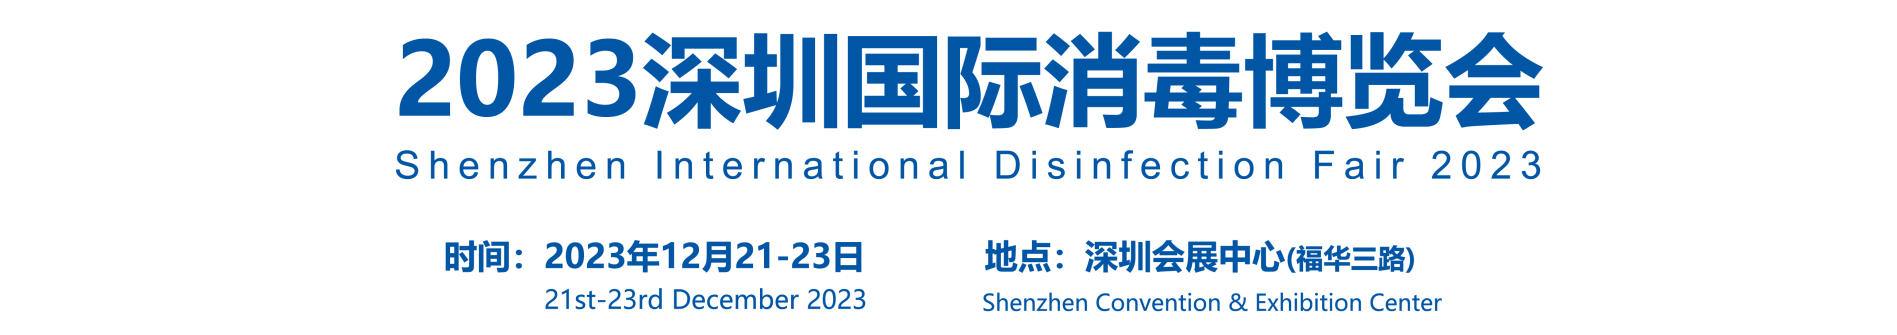 2023深圳国际消毒博览会
Shenzhen International Disinfection Fair 2023
时间：2023年12月21-23日
21st-23rd December 2023
地点：深圳会展中心(福华三路)
Shenzhen Convention & Exhibition Center